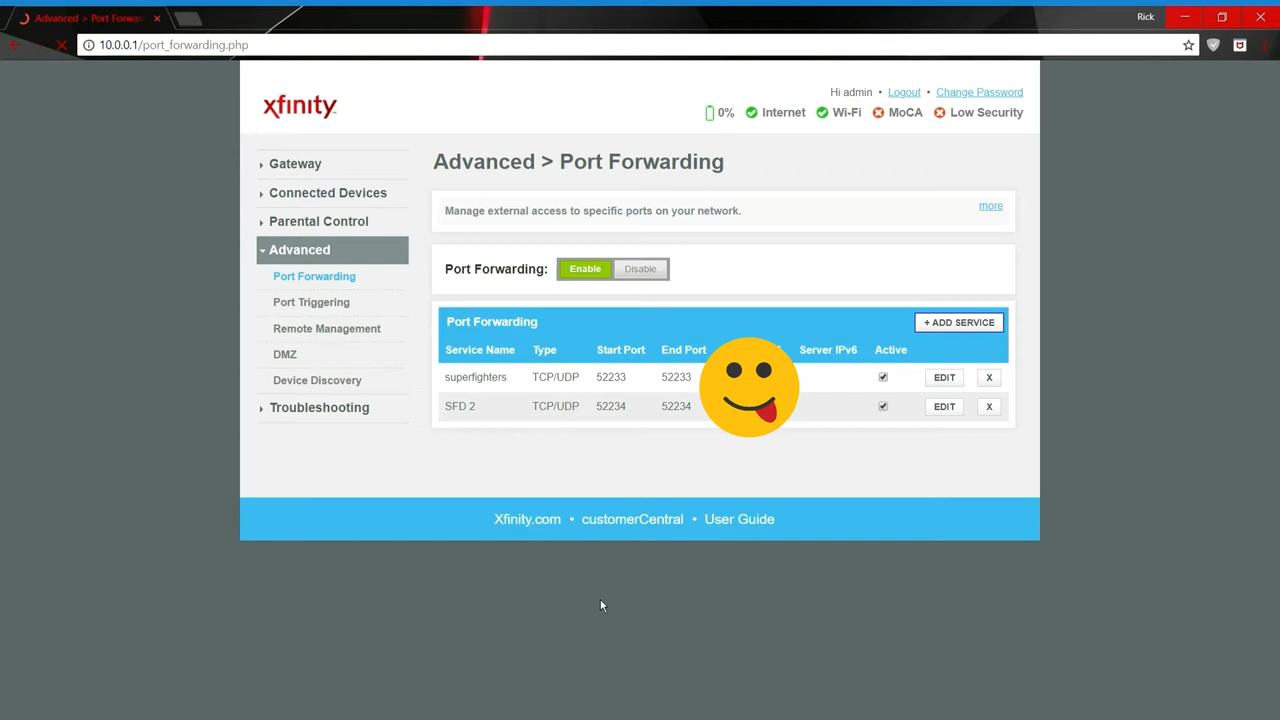 Advanced > Port Forwar
Rick
10.0.0.1/port_forwarding.php
xfinity
Hi admin • Logout • Change Password
0% Internet Wi-Fi MoCA Low Security
Gateway
Connected Devices
Parental Control
Advanced
Port Forwarding
Port Triggering
Remote Management
DMZ
Device Discovery
Troubleshooting
Advanced > Port Forwarding
Manage external access to specific ports on your network.
more
Port Forwarding: Enable Disable
Port Forwarding + ADD SERVICE
Service Name Type Start Port End Port Server IPv6 Active
superfighters TCP/UDP 52233 52233 EDIT X
SFD 2 TCP/UDP 52234 52234 EDIT X
Xfinity.com • customerCentral • User Guide